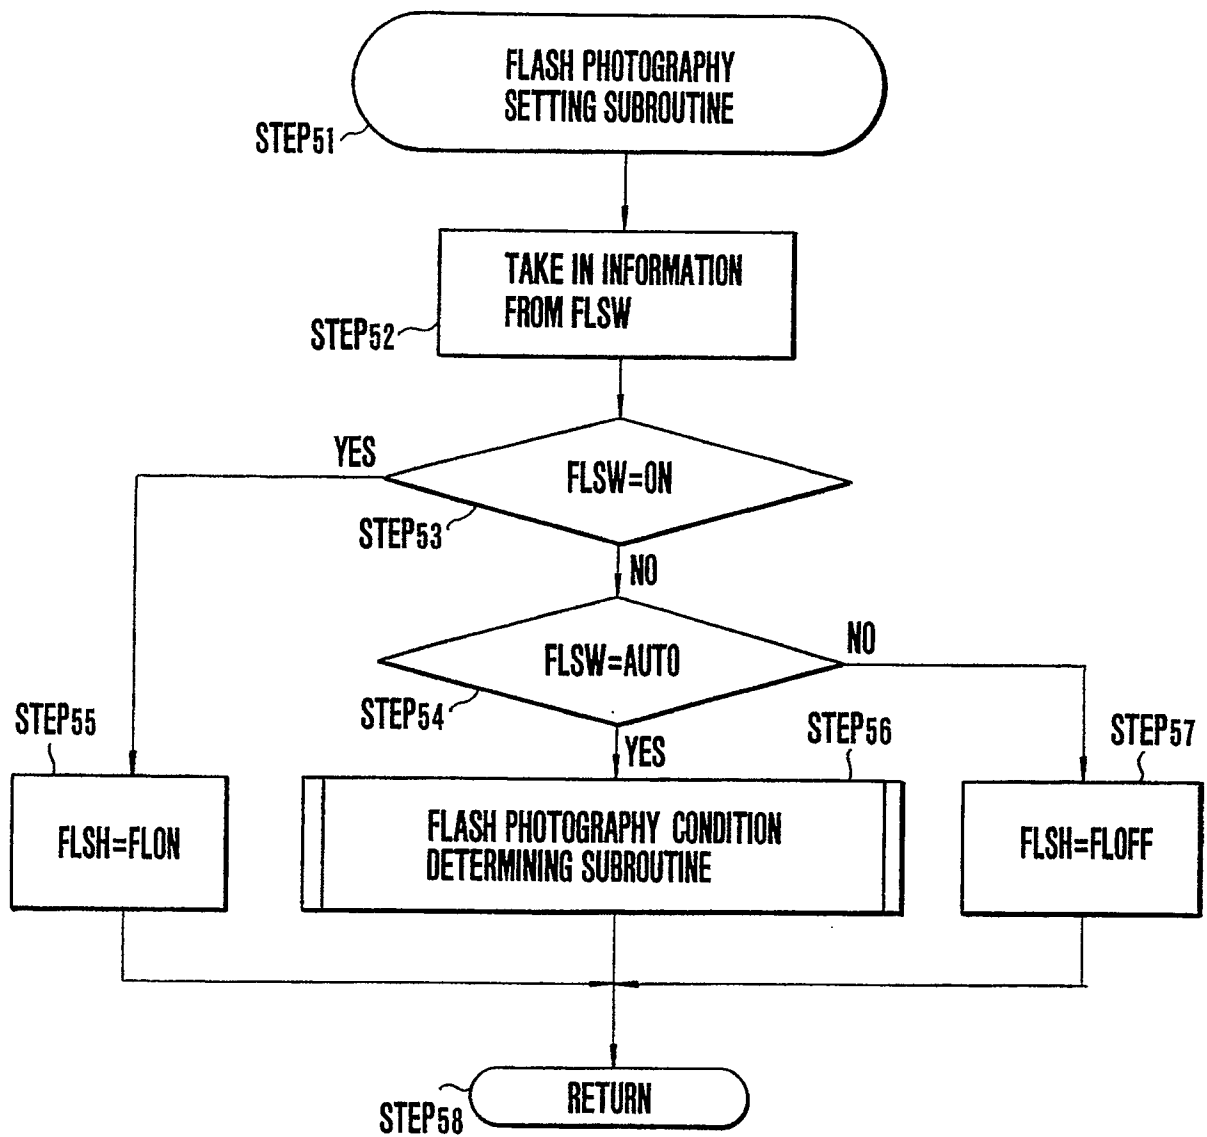 FLASH PHOTOGRAPHY
SETTING SUBROUTINE
STEP51
TAKE IN INFORMATION
FROM FLSW
STEP52
YES
FLSW=ON
STEP53
NO
FLSW=AUTO
NO
STEP54
YES
STEP55
STEP56
STEP57
FLSH=FLON
FLASH PHOTOGRAPHY CONDITION
DETERMINING SUBROUTINE
FLSH=FLOFF
RETURN
STEP58